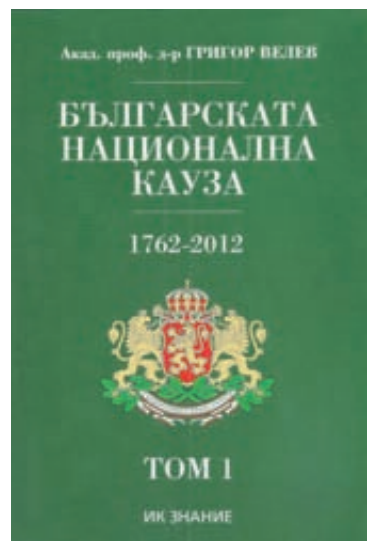 Акад. проф. д-р ГРИГОР ВЕЛЕВ
БЪЛГАРСКАТА
НАЦИОНАЛНА
КАУЗА
1762-2012
ТОМ 1
ИК ЗНАНИЕ